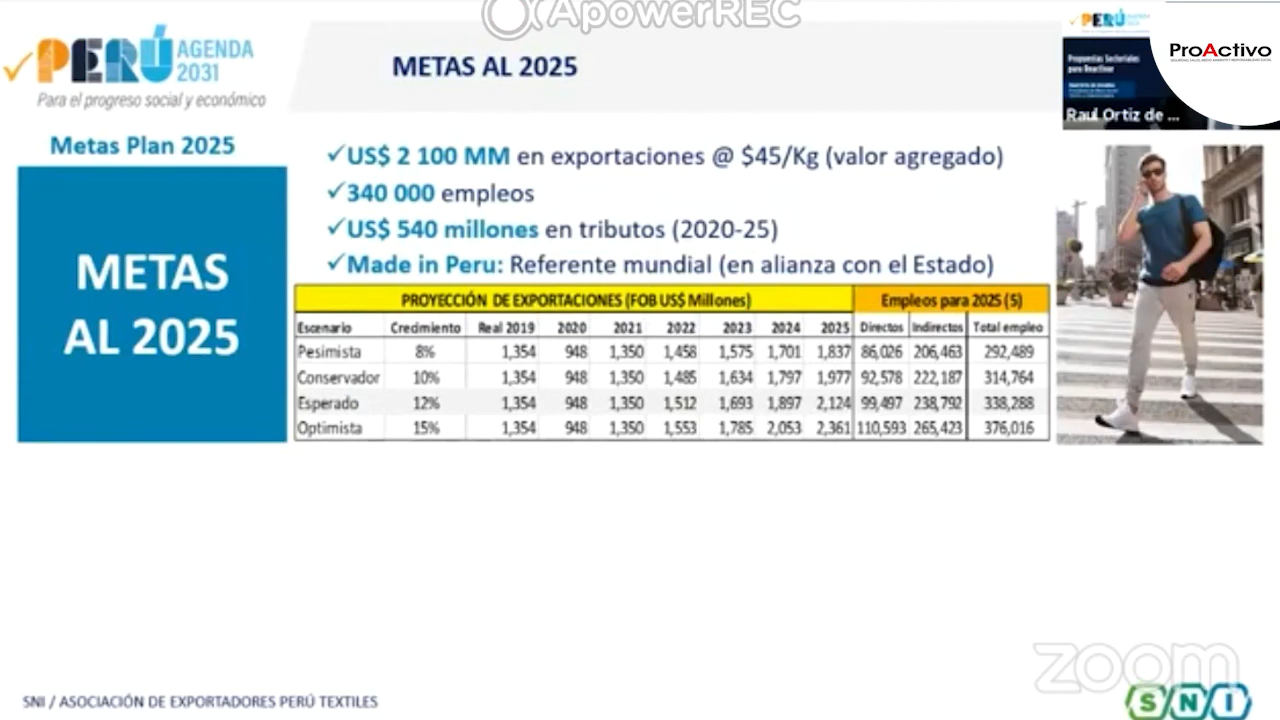 ApowerREC
PERÚ AGENDA
2031
Para el progreso social y económico
METAS AL 2025
PERÚ
Propuestas Sectoriales
para Reactivar
Raul Ortiz de ...
ProActivo
Metas Plan 2025
METAS
AL 2025
✓US$ 2 100 MM en exportaciones @ $45/Kg (valor agregado)
✓340 000 empleos
✓US$ 540 millones en tributos (2020-25)
✓Made in Peru: Referente mundial (en alianza con el Estado)
PROYECCIÓN DE EXPORTACIONES (FOB US$ Millones) Empleos para 2025 (5)
Escenario Crecimiento Real 2019 2020 2021 2022 2023 2024 2025 Directos Indirectos Total empleo
Pesimista 8% 1,354 948 1,350 1,458 1,575 1,701 1,837 86,026 206,463 292,489
Conservador 10% 1,354 948 1,350 1,485 1,634 1,797 1,977 92,578 222,187 314,764
Esperado 12% 1,354 948 1,350 1,512 1,693 1,897 2,124 99,497 238,792 338,288
Optimista 15% 1,354 948 1,350 1,553 1,785 2,053 2,361 110,593 265,423 376,016
zoom
SNI / ASOCIACIÓN DE EXPORTADORES PERÚ TEXTILES
SNI